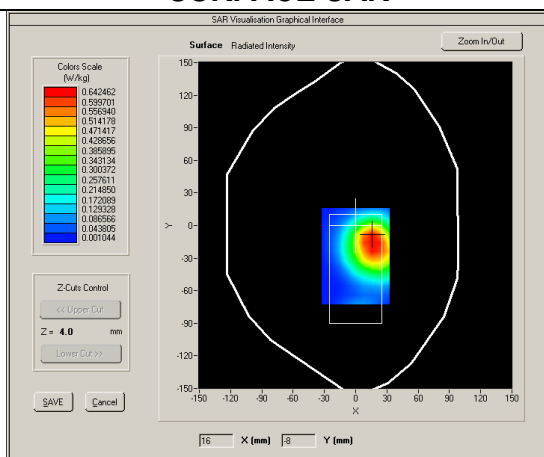 SAR Visualisation Graphical Interface
Surface Radiated Intensity
Zoom In/Out
Colors Scale
(W/kg)
0.642462
0.599701
0.556940
0.514178
0.471417
0.428656
0.385895
0.343134
0.300372
0.257611
0.214850
0.172089
0.129328
0.086566
0.043805
0.001044
150
120
90
60
30
0
-30
-60
-90
-120
-150
Y
-150 -120 -90 -60 -30 0 30 60 90 120 150
X
Z-Cuts Control
<< Upper Cut
Z = 4.0 mm
Lower Cut >>
SAVE Cancel
16 X (mm) -8 Y (mm)